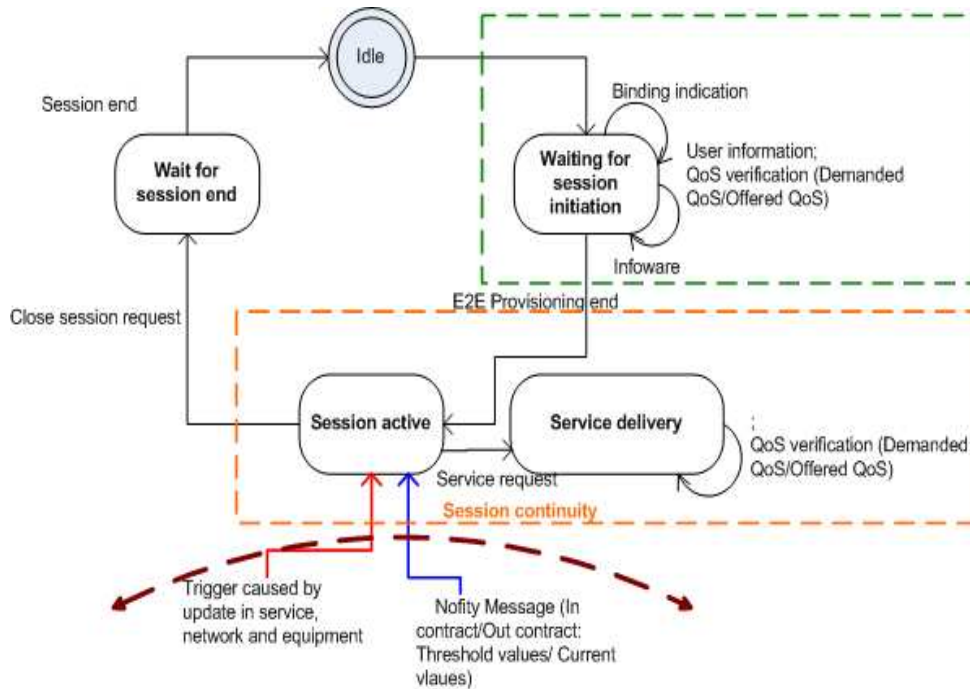 Idle
Session end
Binding indication
Wait for
session end
Waiting for
session
initiation
User information;
QoS verification (Demanded
QoS/Offered QoS)
Infoware
E2E Provisioning end
Close session request
Session active
Service delivery
:
QoS verification (Demanded
QoS/Offered QoS)
Service request
Session continuity
Trigger caused by
update in service,
network and equipment
Nofity Message (In
contract/Out contract:
Threshold values/ Current
vlaues)